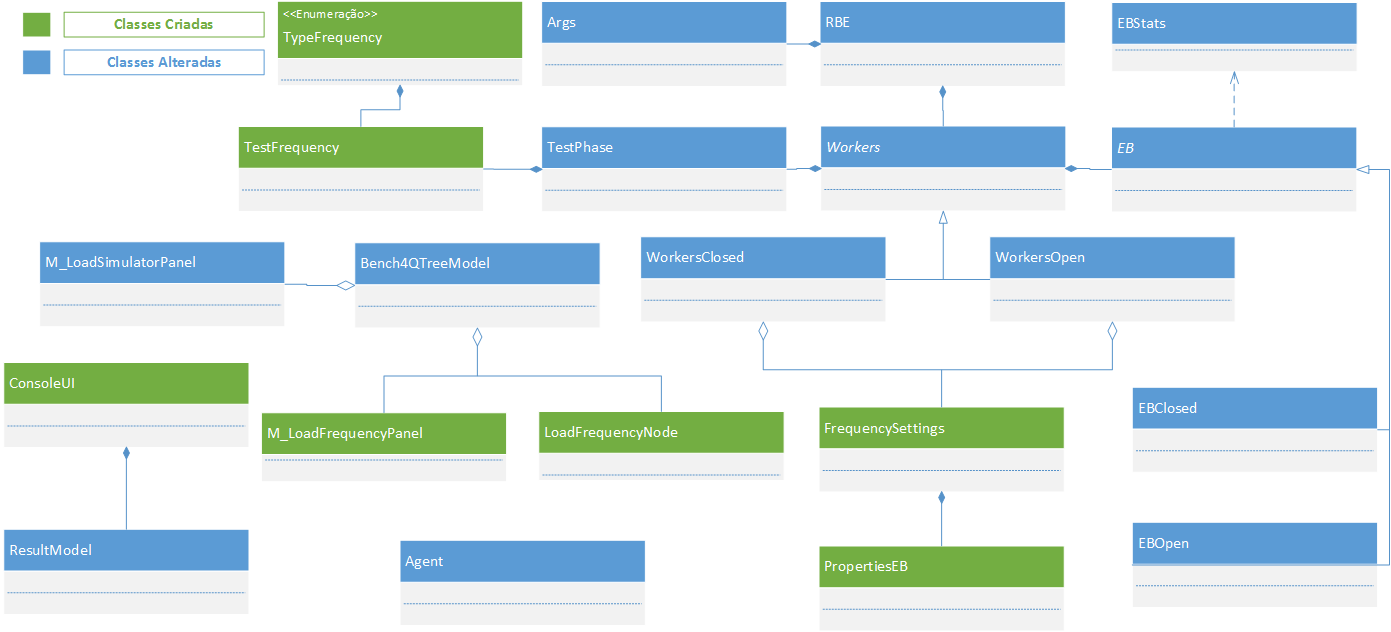 Classes Criadas
Classes Alteradas
<<Enumeração>>
TypeFrequency
Args
RBE
EBStats
TestFrequency
TestPhase
Workers
EB
M_LoadSimulatorPanel
Bench4QTreeModel
WorkersClosed
WorkersOpen
ConsoleUI
M_LoadFrequencyPanel
LoadFrequencyNode
FrequencySettings
EBClosed
ResultModel
Agent
PropertiesEB
EBOpen